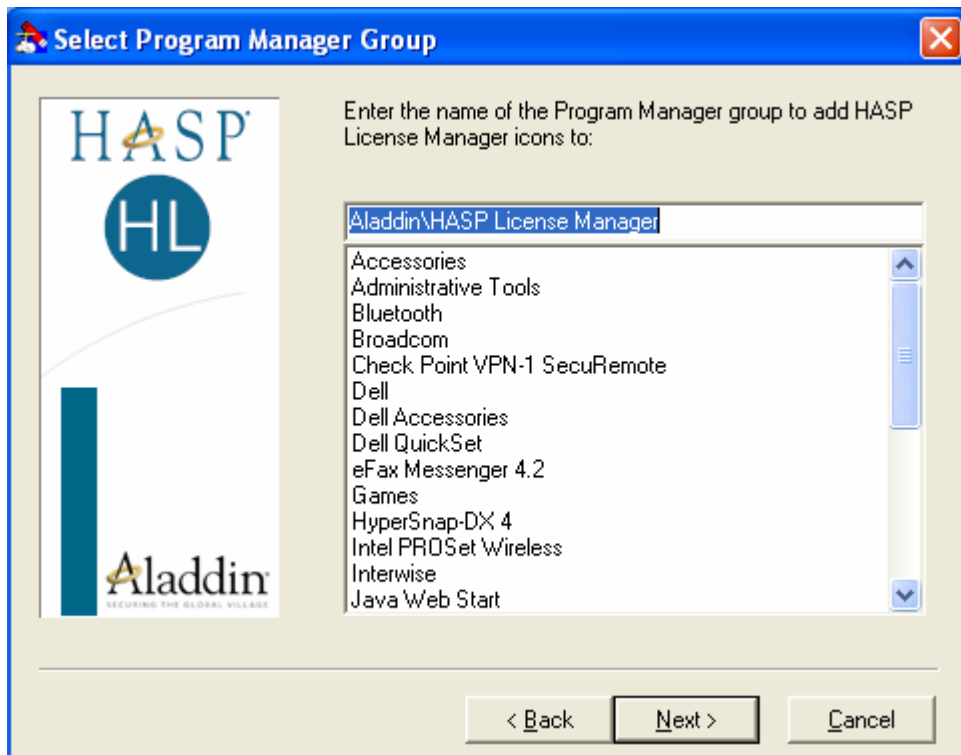 Select Program Manager Group
HASP
HL
Aladdin
SECURING THE GLOBAL VILLAGE
Enter the name of the Program Manager group to add HASP
License Manager icons to:
Aladdin\HASP License Manager
Accessories
Administrative Tools
Bluetooth
Broadcom
Check Point VPN-1 SecuRemote
Dell
Dell Accessories
Dell QuickSet
eFax Messenger 4.2
Games
HyperSnap-DX 4
Intel PROSet Wireless
Interwise
Java Web Start
< Back
Next >
Cancel